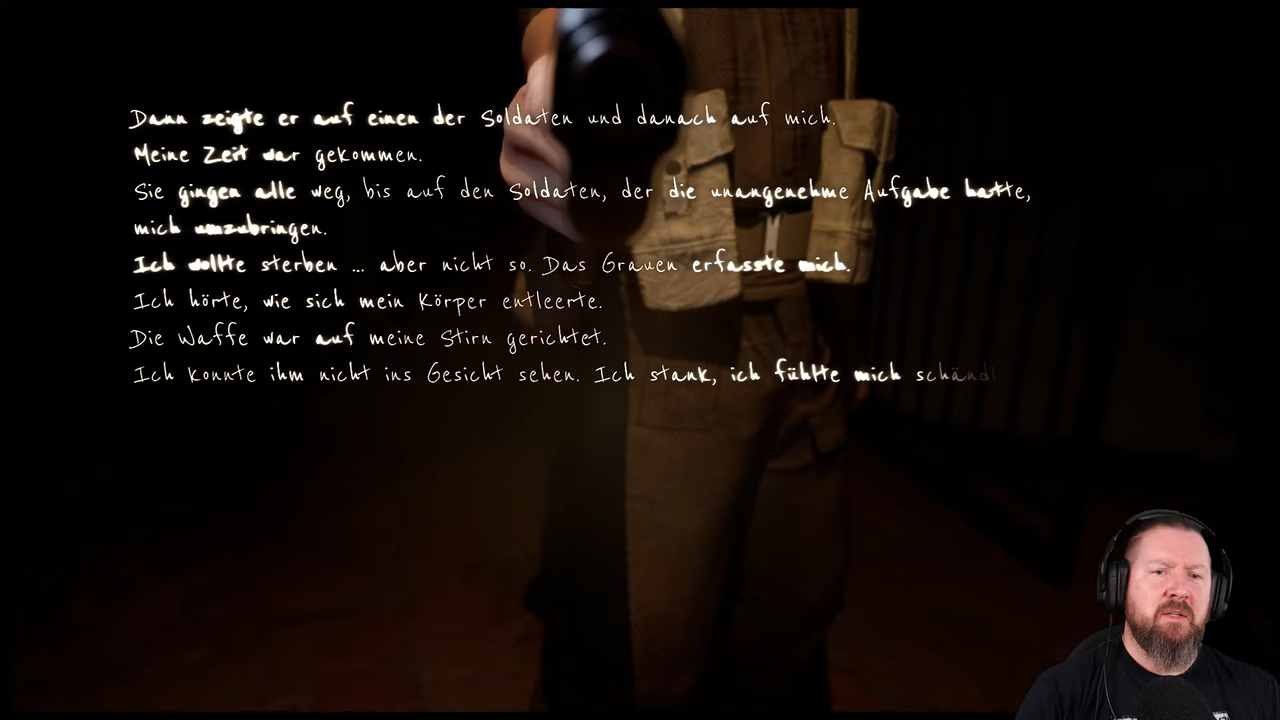 Dann zeigte er auf einen der Soldaten und danach auf mich.
Meine Zeit war gekommen.
Sie gingen alle weg, bis auf den Soldaten, der die unangenehme Aufgabe hatte,
mich umzubringen.
Ich wollte sterben ... aber nicht so. Das Grauen erfasste mich.
Ich hörte, wie sich mein Körper entleerte.
Die Waffe war auf meine Stirn gerichtet.
Ich konnte ihm nicht ins Gesicht sehen. Ich stank, ich fühlte mich schändl